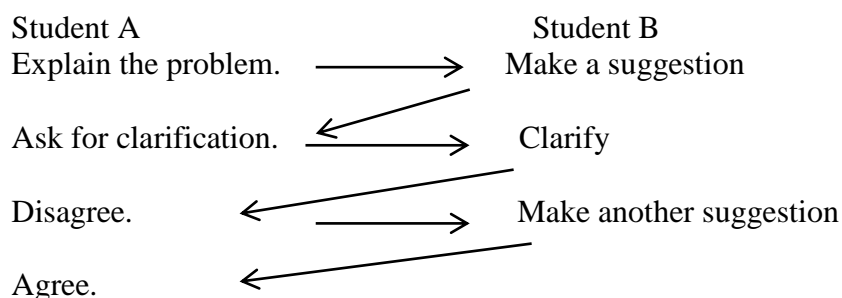 Student A Student B
Explain the problem. Make a suggestion
Ask for clarification. Clarify
Disagree. Make another suggestion
Agree.